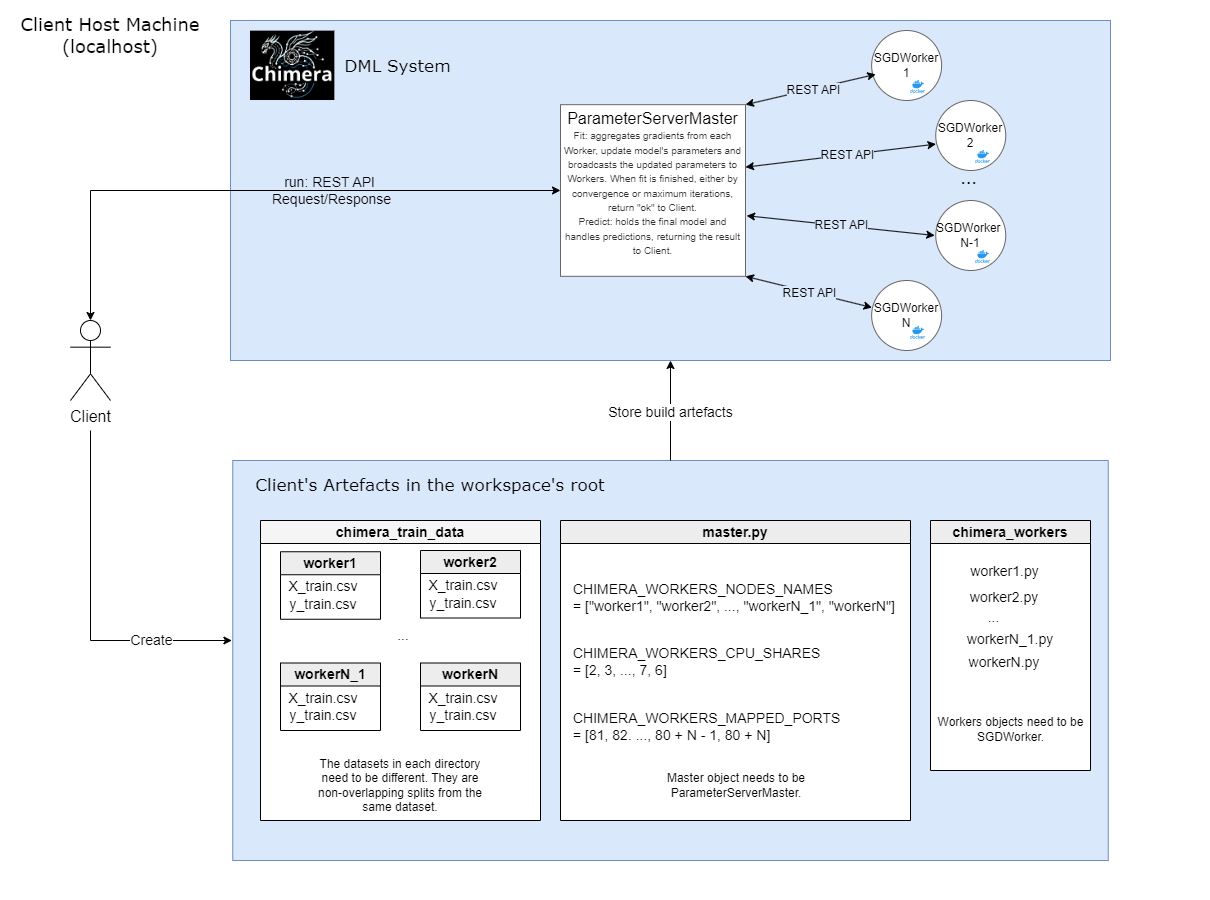 Client Host Machine
(localhost)
Chimera
DML System
SGDWorker
1
docker
REST API
ParameterServerMaster
Fit: aggregates gradients from each
Worker, update model's parameters and
broadcasts the updated parameters to
Workers. When fit is finished, either by
convergence or maximum iterations,
return "ok" to Client.
Predict: holds the final model and
handles predictions, returning the result
to Client.
SGDWorker
2
docker
REST API
...
run: REST API
Request/Response
SGDWorker
N-1
docker
REST API
REST API
SGDWorker
N
docker
Client
Store build artefacts
Create
Client's Artefacts in the workspace's root
chimera_train_data
worker1
X_train.csv
y_train.csv
worker2
X_train.csv
y_train.csv
...
workerN_1
X_train.csv
y_train.csv
workerN
X_train.csv
y_train.csv
The datasets in each directory
need to be different. They are
non-overlapping splits from the
same dataset.
master.py
CHIMERA_WORKERS_NODES_NAMES
= ["worker1", "worker2", ..., "workerN_1", "workerN"]
CHIMERA_WORKERS_CPU_SHARES
= [2, 3, ..., 7, 6]
CHIMERA_WORKERS_MAPPED_PORTS
= [81, 82. ..., 80 + N - 1, 80 + N]
Master object needs to be
ParameterServerMaster.
chimera_workers
worker1.py
worker2.py
...
workerN_1.py
workerN.py
Workers objects need to be
SGDWorker.